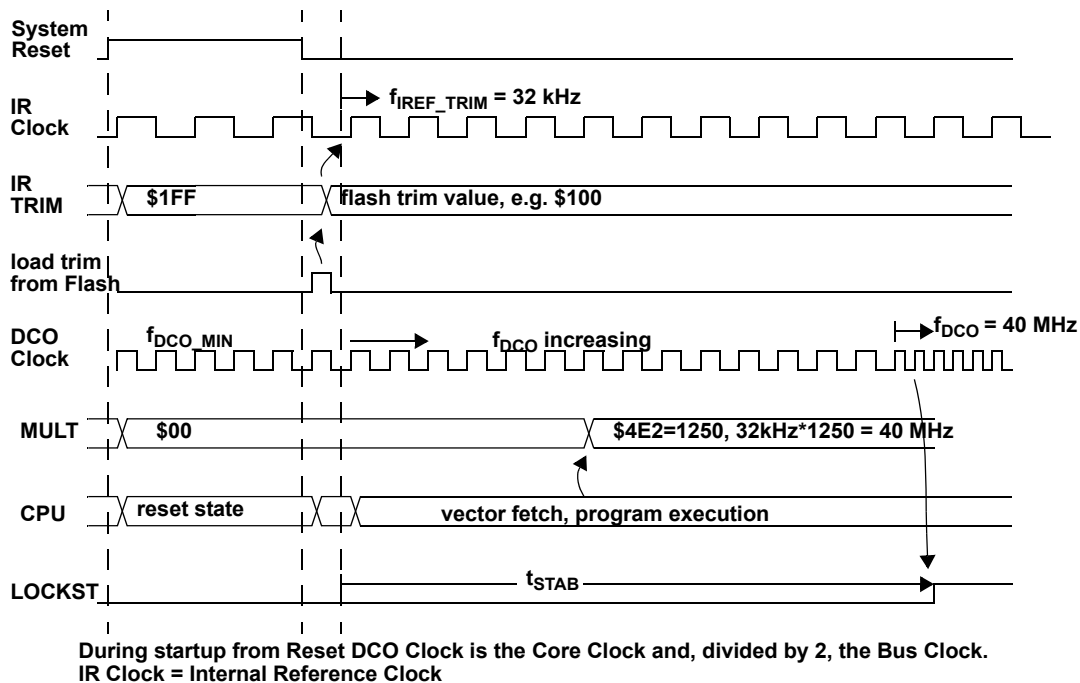 System
Reset
f_IREF_TRIM = 32 kHz
IR
Clock
IR
TRIM
$1FF
flash trim value, e.g. $100
load trim
from Flash
f_DCO = 40 MHz
DCO
Clock
f_DCO_MIN
f_DCO increasing
MULT
$00
$4E2=1250, 32kHz*1250 = 40 MHz
CPU
reset state
vector fetch, program execution
LOCKST
t_STAB
During startup from Reset DCO Clock is the Core Clock and, divided by 2, the Bus Clock.
IR Clock = Internal Reference Clock